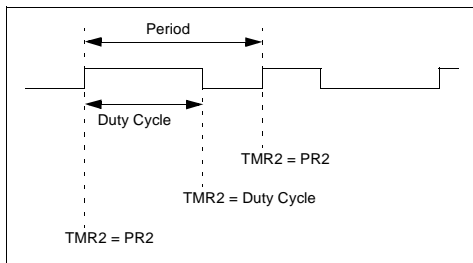 Period
Duty Cycle
TMR2 = PR2
TMR2 = Duty Cycle
TMR2 = PR2